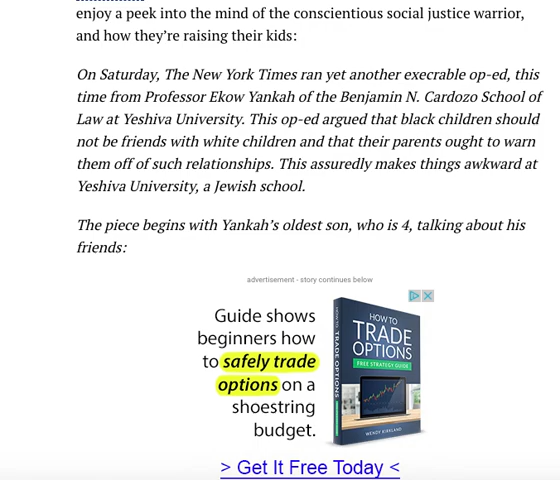 enjoy a peek into the mind of the conscientious social justice warrior,
and how they’re raising their kids:
On Saturday, The New York Times ran yet another execrable op-ed, this
time from Professor Ekow Yankah of the Benjamin N. Cardozo School of
Law at Yeshiva University. This op-ed argued that black children should
not be friends with white children and that their parents ought to warn
them off of such relationships. This assuredly makes things awkward at
Yeshiva University, a Jewish school.
The piece begins with Yankah’s oldest son, who is 4, talking about his
friends:
advertisement - story continues below
Guide shows
beginners how
to safely trade
options on a
shoestring
budget.
HOW TO
TRADE
OPTIONS
FREE STRATEGY GUIDE
WENDY KIRKLAND
HOW TO TRADE OPTIONS
> Get It Free Today <